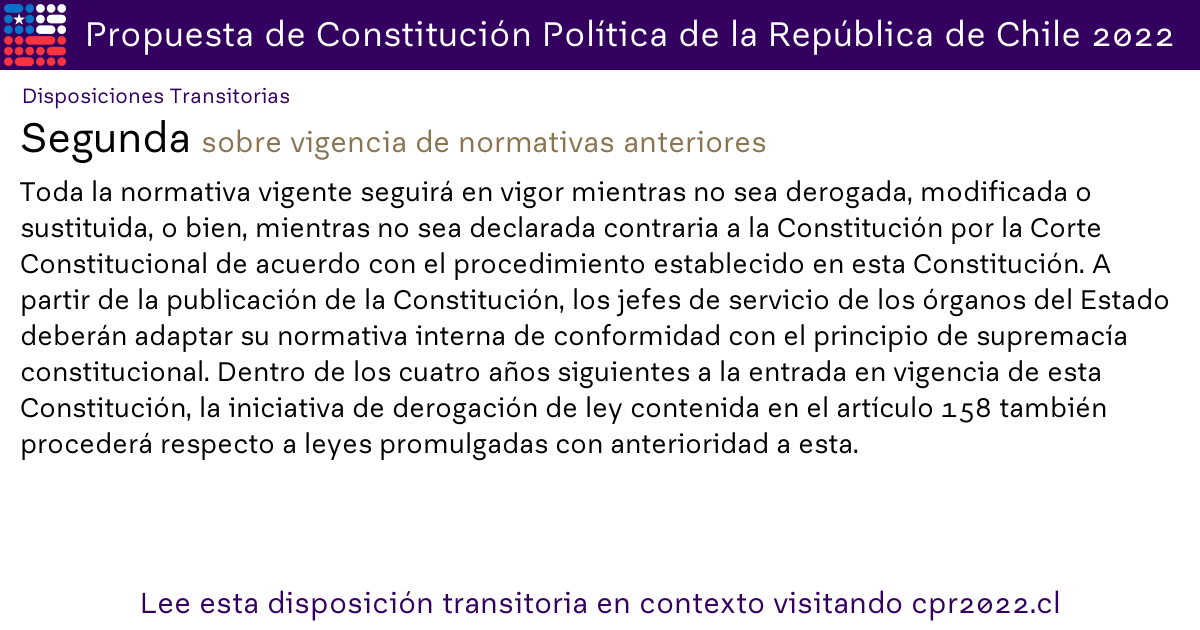 Propuesta de Constitución Política de la República de Chile 2022
Disposiciones Transitorias
Segunda sobre vigencia de normativas anteriores
Toda la normativa vigente seguirá en vigor mientras no sea derogada, modificada o
sustituida, o bien, mientras no sea declarada contraria a la Constitución por la Corte
Constitucional de acuerdo con el procedimiento establecido en esta Constitución. A
partir de la publicación de la Constitución, los jefes de servicio de los órganos del Estado
deberán adaptar su normativa interna de conformidad con el principio de supremacía
constitucional. Dentro de los cuatro años siguientes a la entrada en vigencia de esta
Constitución, la iniciativa de derogación de ley contenida en el artículo 158 también
procederá respecto a leyes promulgadas con anterioridad a esta.
Lee esta disposición transitoria en contexto visitando cpr2022.cl